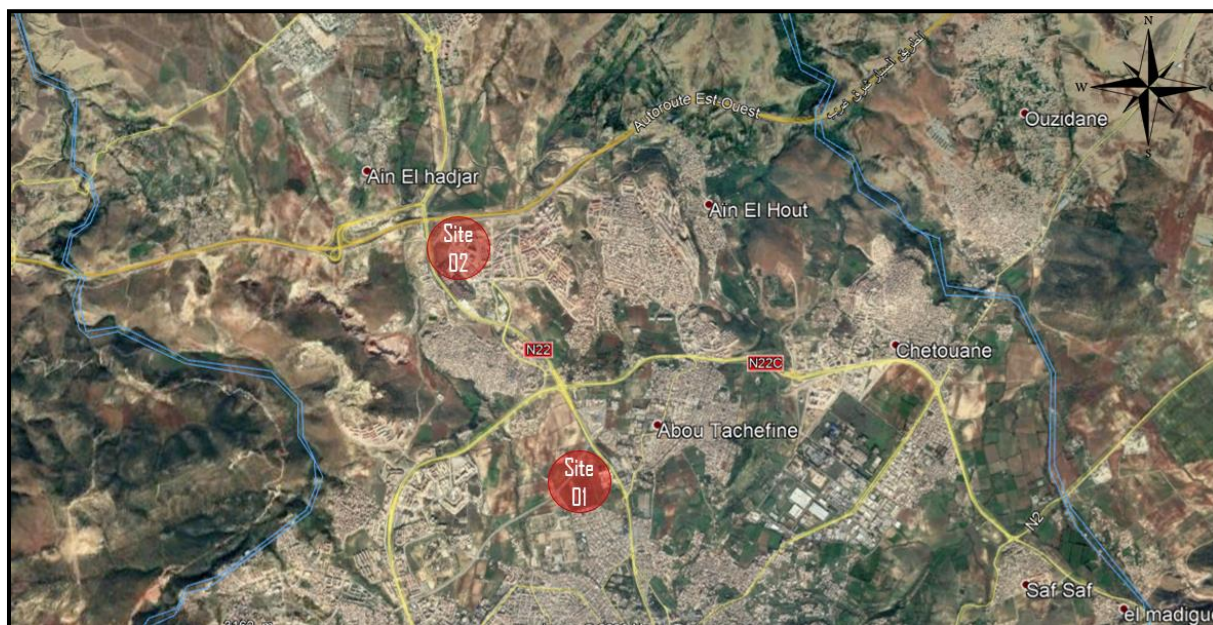 N
W
S
Ouzidane
Autoroute Est-Ouest
Ain El hadjar
Ain El Hout
Site
02
N22
N22C
Chetouane
Abou Tachefine
Site
01
N2
Saf Saf
el madigue